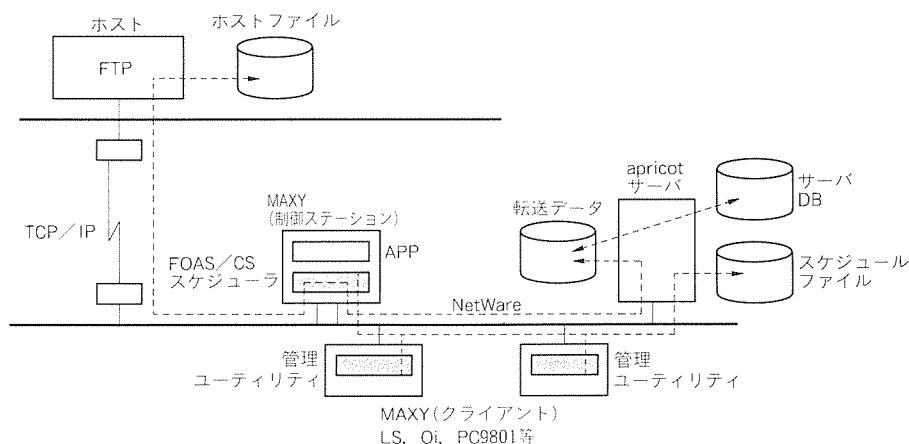 ホスト
FTP
ホストファイル
TCP／IP
MAXY
(制御ステーション)
APP
FOAS／CS
スケジューラ
転送データ
apricot
サーバ
サーバ
DB
スケジュール
ファイル
NetWare
管理
ユーティリティ
管理
ユーティリティ
MAXY(クライアント)
LS, Oi, PC9801等